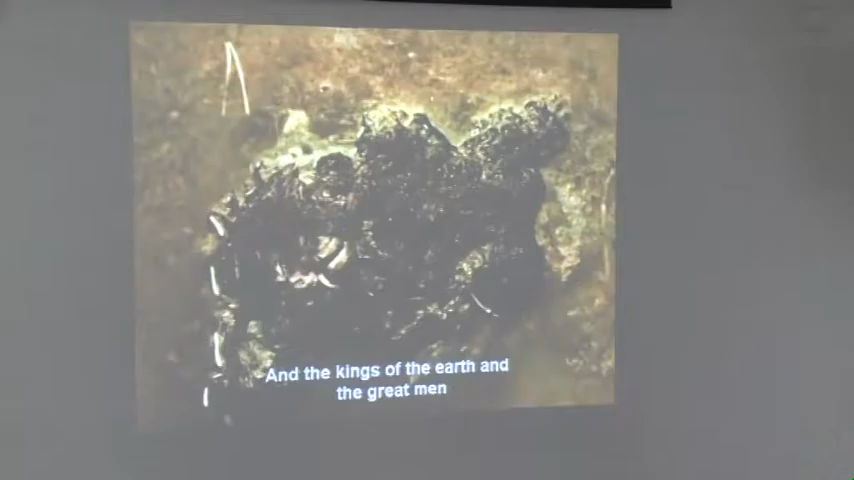 And the kings of the earth and
the great men